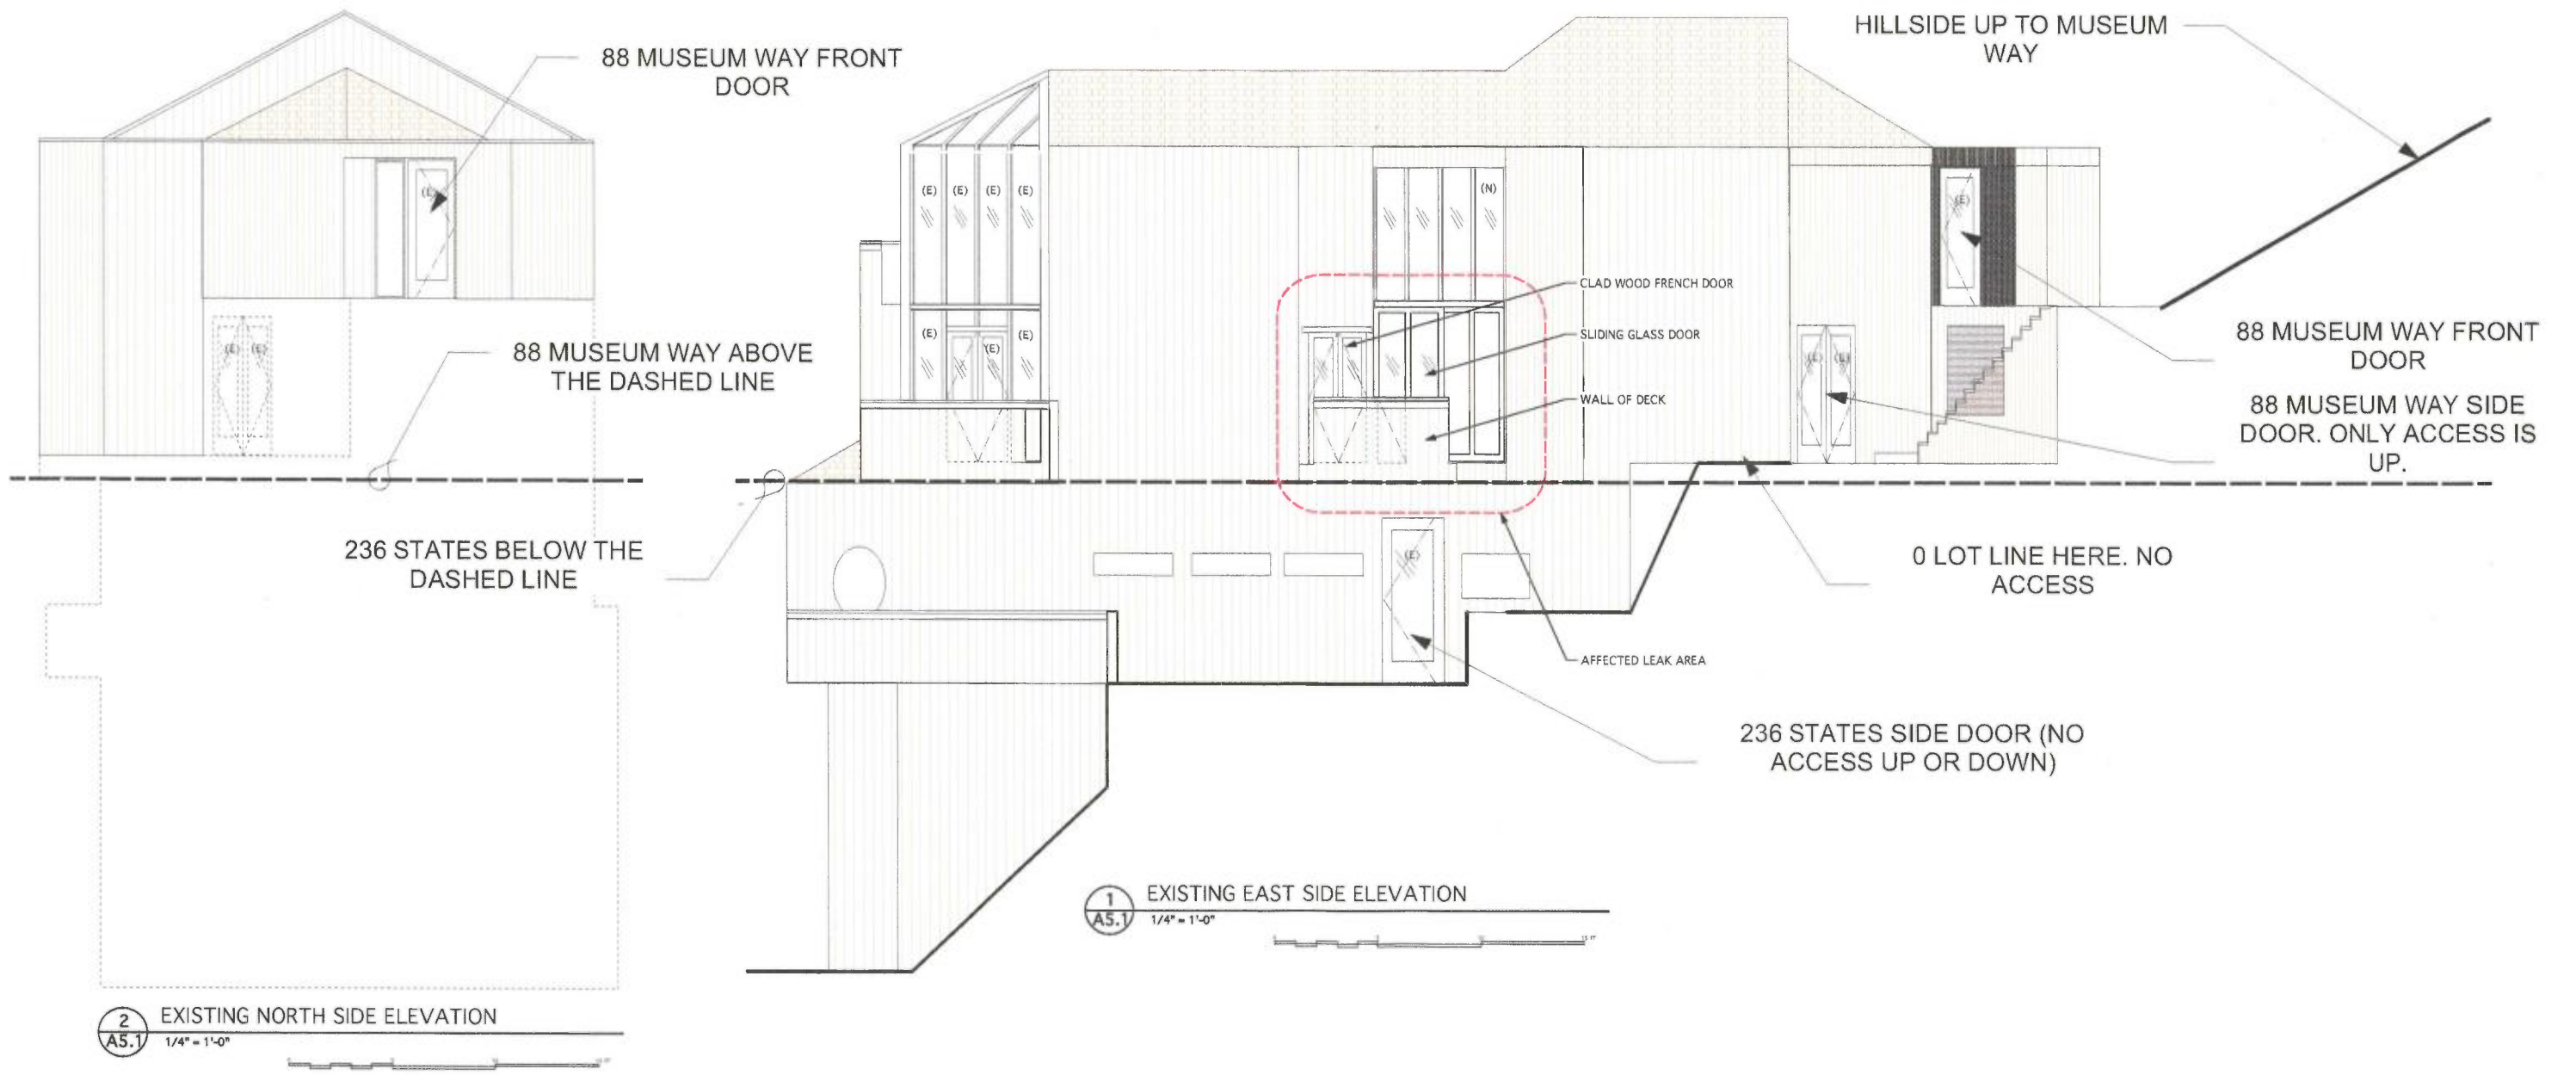 88 MUSEUM WAY FRONT
DOOR
(E)
(E) (E)
88 MUSEUM WAY ABOVE
THE DASHED LINE
236 STATES BELOW THE
DASHED LINE
2
A5.1
EXISTING NORTH SIDE ELEVATION
1/4" = 1'-0"
HILLSIDE UP TO MUSEUM
WAY
(E) (E) (E) (E)
(N)
(E)
(E) (E) (E)
CLAD WOOD FRENCH DOOR
SLIDING GLASS DOOR
WALL OF DECK
(E) (E)
88 MUSEUM WAY FRONT
DOOR
88 MUSEUM WAY SIDE
DOOR. ONLY ACCESS IS
UP.
0 LOT LINE HERE. NO
ACCESS
(E)
AFFECTED LEAK AREA
236 STATES SIDE DOOR (NO
ACCESS UP OR DOWN)
1
A5.1
EXISTING EAST SIDE ELEVATION
1/4" = 1'-0"